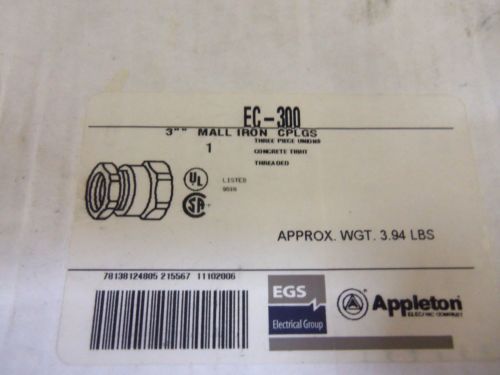 EC-300
3"" MALL IRON CPLGS
1
THREE PIECE UNIONS
CONCRETE TIGHT
THREADED
UL
LISTED
SA
APPROX. WGT. 3.94 LBS
78138124805 215567 11102006
EGS
Electrical Group
Appleton
ELECTRIC COMPANY